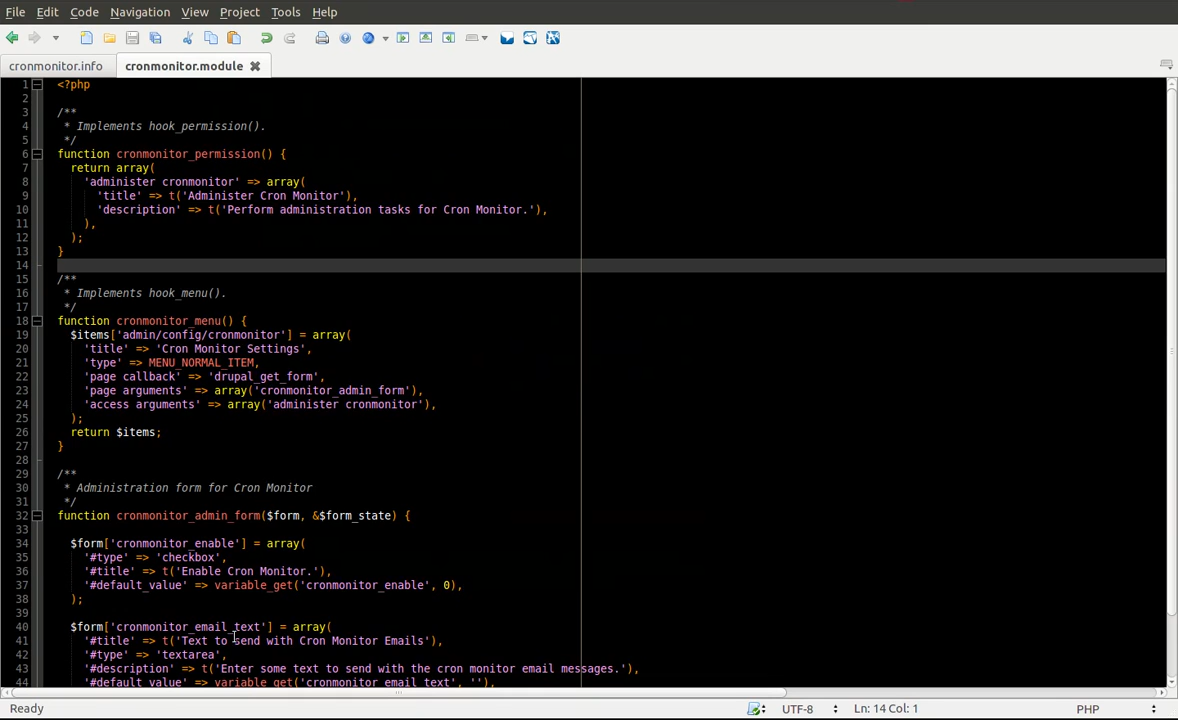 File Edit Code Navigation View Project Tools Help
cronmonitor.info cronmonitor.module
1 <?php
2
3 /**
4 * Implements hook_permission().
5 */
6 function cronmonitor_permission() {
7 return array(
8 'administer cronmonitor' => array(
9 'title' => t('Administer Cron Monitor'),
10 'description' => t('Perform administration tasks for Cron Monitor.'),
11 ),
12 );
13 }
14
15 /**
16 * Implements hook_menu().
17 */
18 function cronmonitor_menu() {
19 $items['admin/config/cronmonitor'] = array(
20 'title' => 'Cron Monitor Settings',
21 'type' => MENU_NORMAL_ITEM,
22 'page callback' => 'drupal_get_form',
23 'page arguments' => array('cronmonitor_admin_form'),
24 'access arguments' => array('administer cronmonitor'),
25 );
26 return $items;
27 }
28
29 /**
30 * Administration form for Cron Monitor
31 */
32 function cronmonitor_admin_form($form, &$form_state) {
33
34 $form['cronmonitor_enable'] = array(
35 '#type' => 'checkbox',
36 '#title' => t('Enable Cron Monitor.'),
37 '#default_value' => variable_get('cronmonitor_enable', 0),
38 );
39
40 $form['cronmonitor_email_text'] = array(
41 '#title' => t('Text to send with Cron Monitor Emails'),
42 '#type' => 'textarea',
43 '#description' => t('Enter some text to send with the cron monitor email messages.'),
44 '#default_value' => variable_get('cronmonitor_email_text', ''),
Ready UTF-8 Ln: 14 Col: 1 PHP